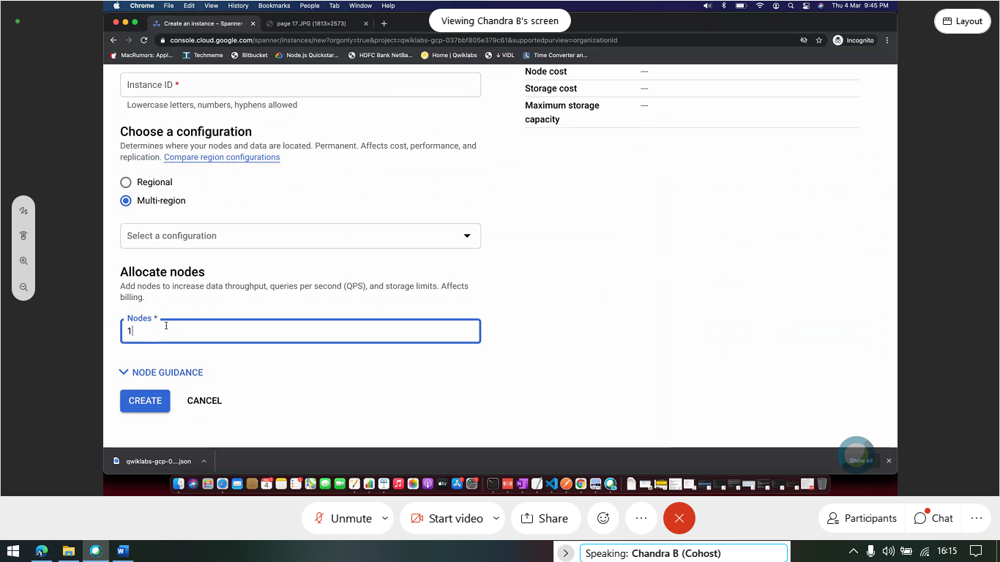 Chrome File Edit View History Bookmarks People Tab Window Help Thu 4 Mar 9:45 PM
Viewing Chandra B's screen
Layout
Create an instance – Spanner
page 17.JPG (1813×2573)
console.cloud.google.com/spanner/instances/new?orgonly=true&project=qwiklabs-gcp-037bbf805e379c61&supportedpurview=organizationId
Incognito
MacRumors: Appl... Techmeme Bitbucket Node.js Quickstar... HDFC Bank NetBa... Home | Qwiklabs ↓ ViDL Time Converter an...
Instance ID *
Lowercase letters, numbers, hyphens allowed
Choose a configuration
Determines where your nodes and data are located. Permanent. Affects cost, performance, and
replication. Compare region configurations
Regional
Multi-region
Select a configuration
Allocate nodes
Add nodes to increase data throughput, queries per second (QPS), and storage limits. Affects
billing.
Nodes *
1
NODE GUIDANCE
CREATE CANCEL
Node cost ---
Storage cost ---
Maximum storage ---
capacity
qwiklabs-gcp-0....json
Show all
Unmute Start video Share Participants Chat
Speaking: Chandra B (Cohost)
16:15